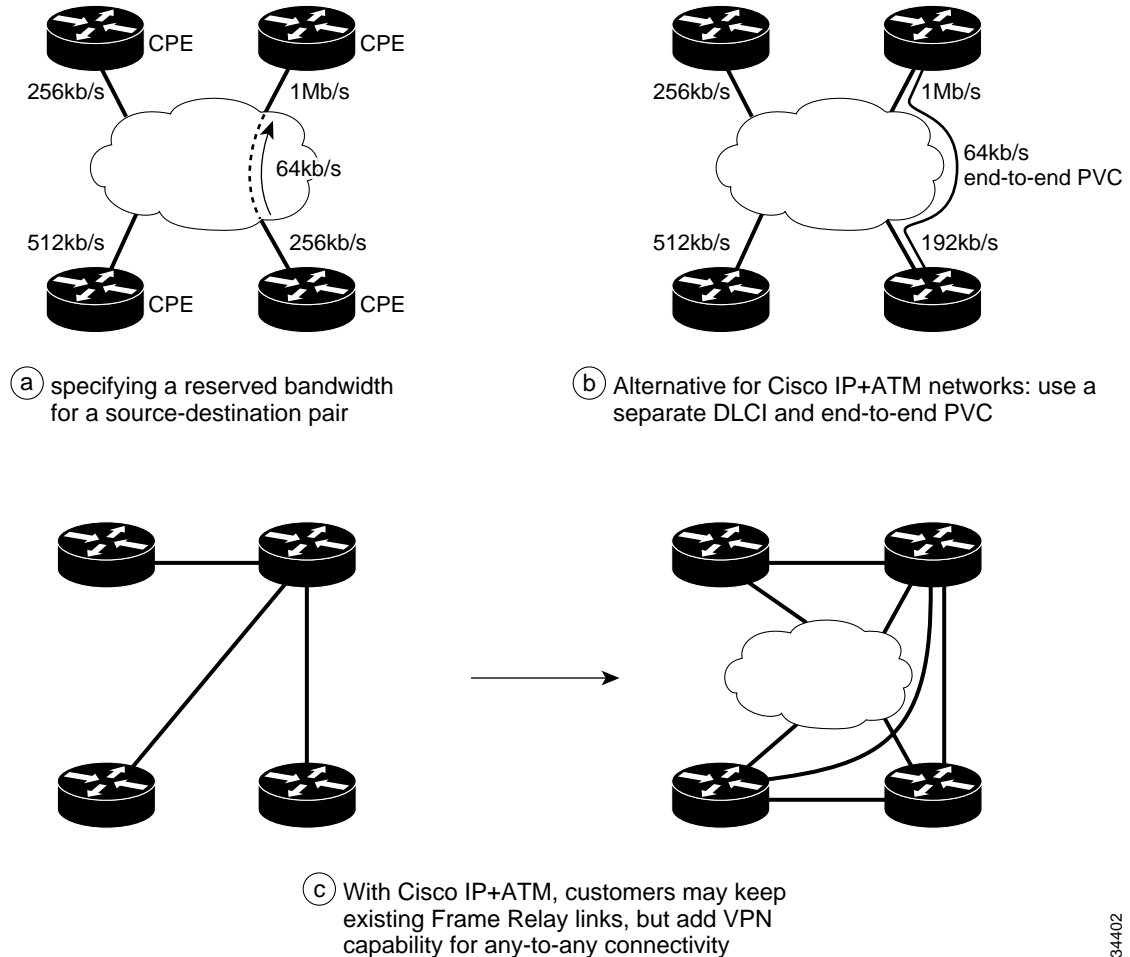 CPE
CPE
256kb/s
1Mb/s
64kb/s
512kb/s
256kb/s
CPE
CPE
a specifying a reserved bandwidth
for a source-destination pair
256kb/s
1Mb/s
64kb/s
end-to-end PVC
512kb/s
192kb/s
b Alternative for Cisco IP+ATM networks: use a
separate DLCI and end-to-end PVC
c With Cisco IP+ATM, customers may keep
existing Frame Relay links, but add VPN
capability for any-to-any connectivity
34402